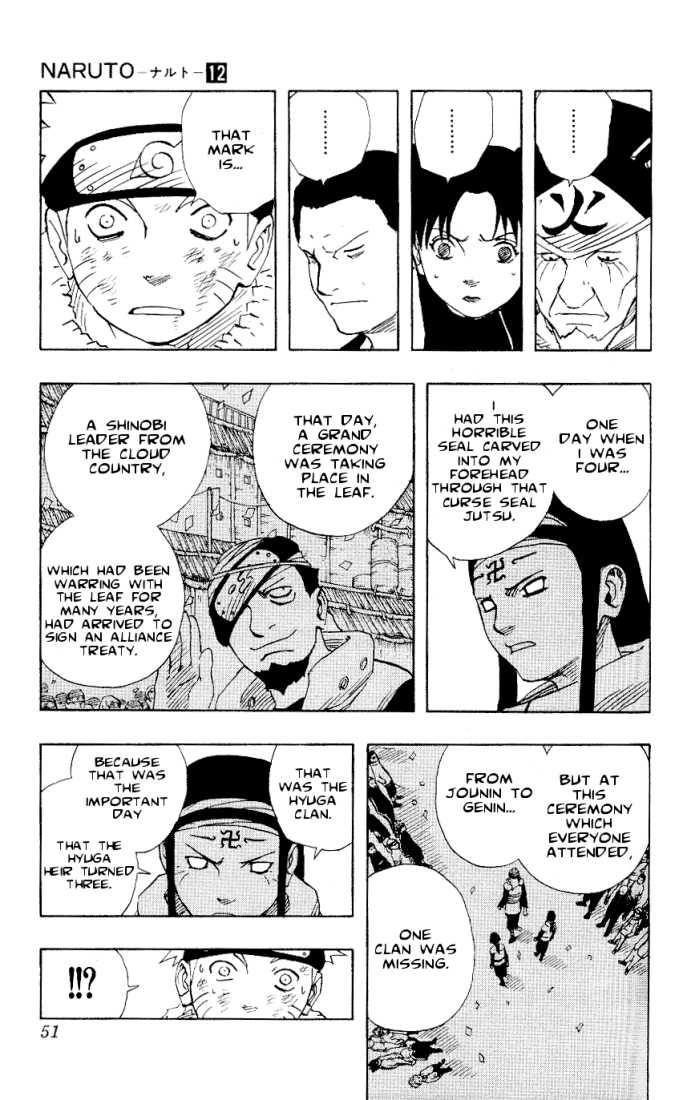 NARUTO
—ナルト—12
.........
火
.........
.........
THAT
MARK
IS...
ONE
DAY WHEN
I WAS
FOUR...
I
HAD THIS
HORRIBLE
SEAL CARVED
INTO MY
FOREHEAD
THROUGH THAT
CURSE SEAL
JUTSU.
THAT DAY,
A GRAND
CEREMONY
WAS TAKING
PLACE IN
THE LEAF.
A SHINOBI
LEADER FROM
THE CLOUD
COUNTRY,
WHICH HAD BEEN
WARRING WITH
THE LEAF FOR
MANY YEARS,
HAD ARRIVED TO
SIGN AN ALLIANCE
TREATY.
BUT AT
THIS
CEREMONY
WHICH
EVERYONE
ATTENDED,
FROM
JOUNIN TO
GENIN...
ONE
CLAN WAS
MISSING.
THAT
WAS THE
HYUGA
CLAN.
BECAUSE
THAT WAS
THE
IMPORTANT
DAY
THAT THE
HYUGA
HEIR TURNED
THREE.
!!?
51